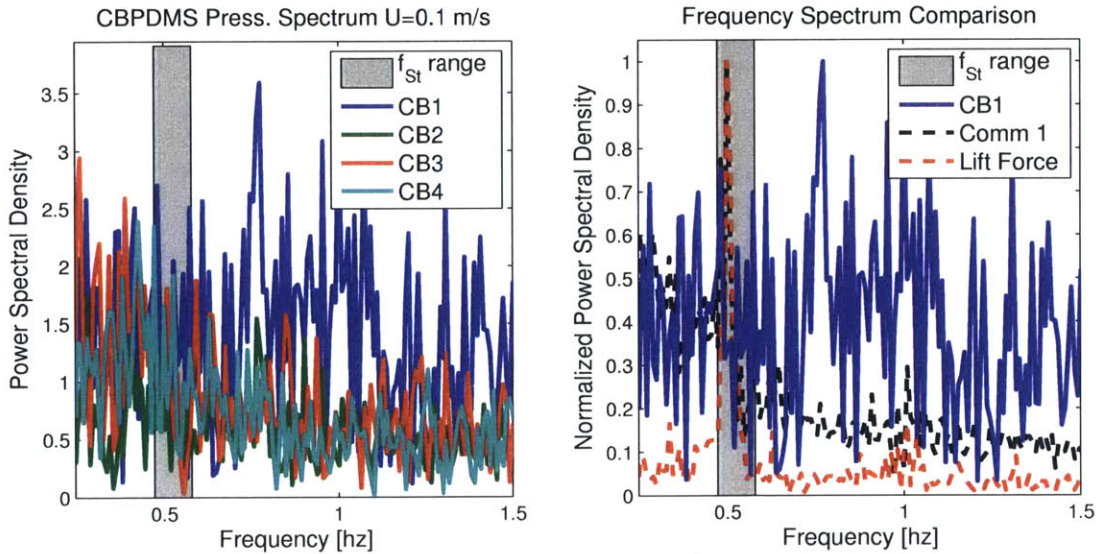 CBPDMS Press. Spectrum U=0.1 m/s
Power Spectral Density
3.5
3
2.5
2
1.5
1
0.5
0
0.5
1
1.5
Frequency [hz]
f_St range
CB1
CB2
CB3
CB4
Frequency Spectrum Comparison
Normalized Power Spectral Density
1
0.9
0.8
0.7
0.6
0.5
0.4
0.3
0.2
0.1
0
0.5
1
1.5
Frequency [hz]
f_St range
CB1
Comm 1
Lift Force